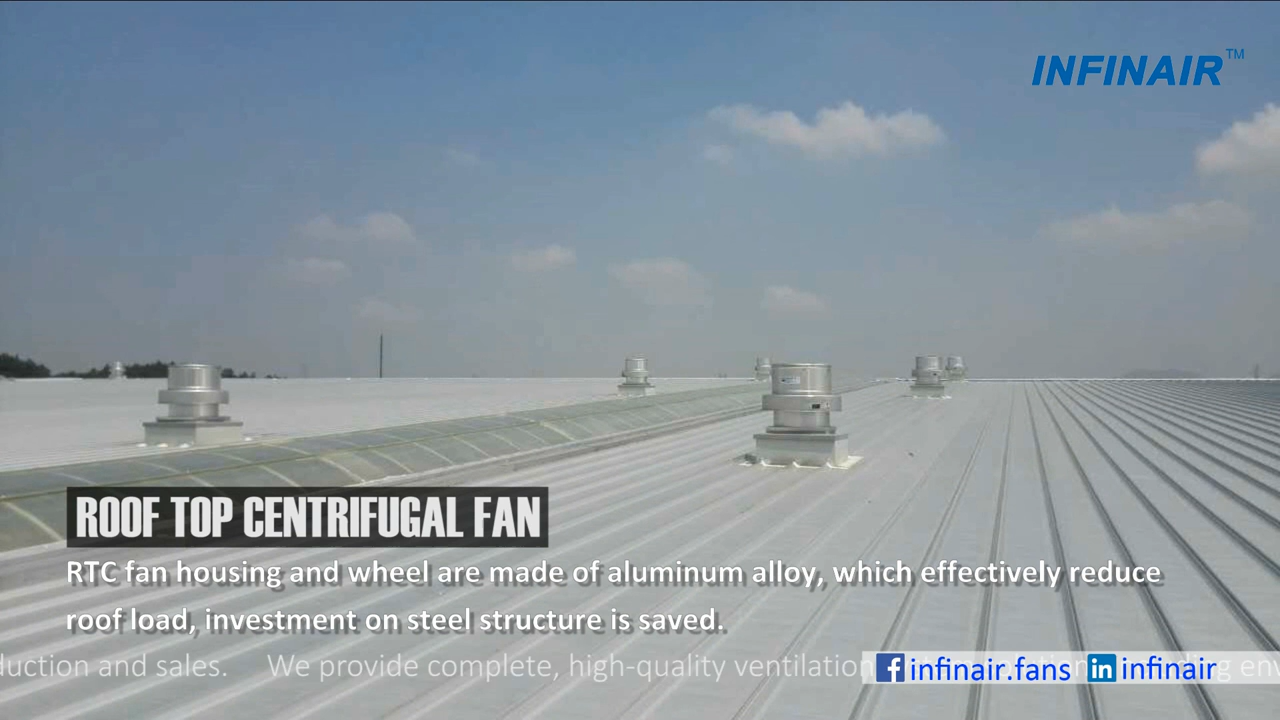 INFINAIR™
ROOF TOP CENTRIFUGAL FAN
RTC fan housing and wheel are made of aluminum alloy, which effectively reduce
roof load, investment on steel structure is saved.
duction and sales. We provide complete, high-quality ventilation
infinair.fans in infinair